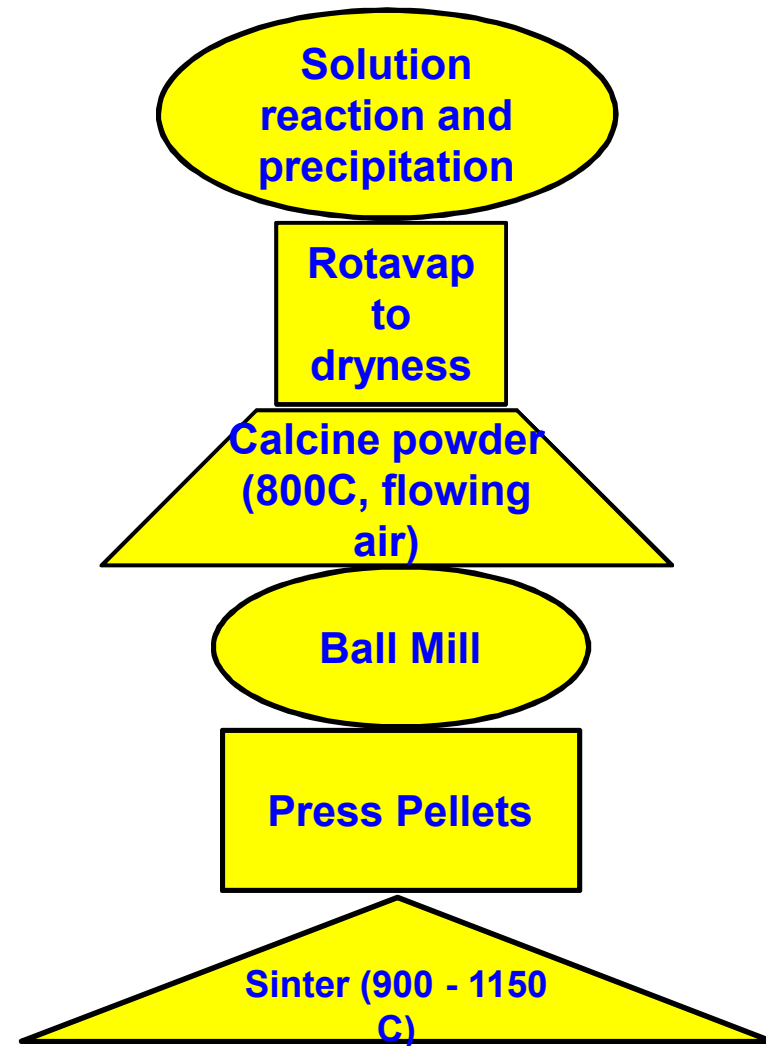 Solution
reaction and
precipitation
Rotavap
to
dryness
Calcine powder
(800C, flowing
air)
Ball Mill
Press Pellets
Sinter (900 - 1150
C)